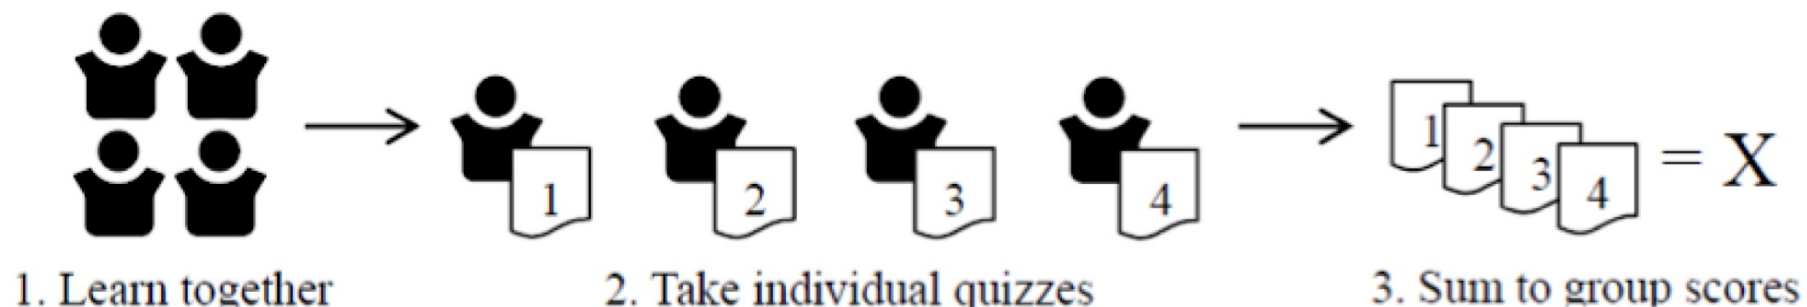 1 2 3 4 1 2 3 4 = X
1. Learn together 2. Take individual quizzes 3. Sum to group scores